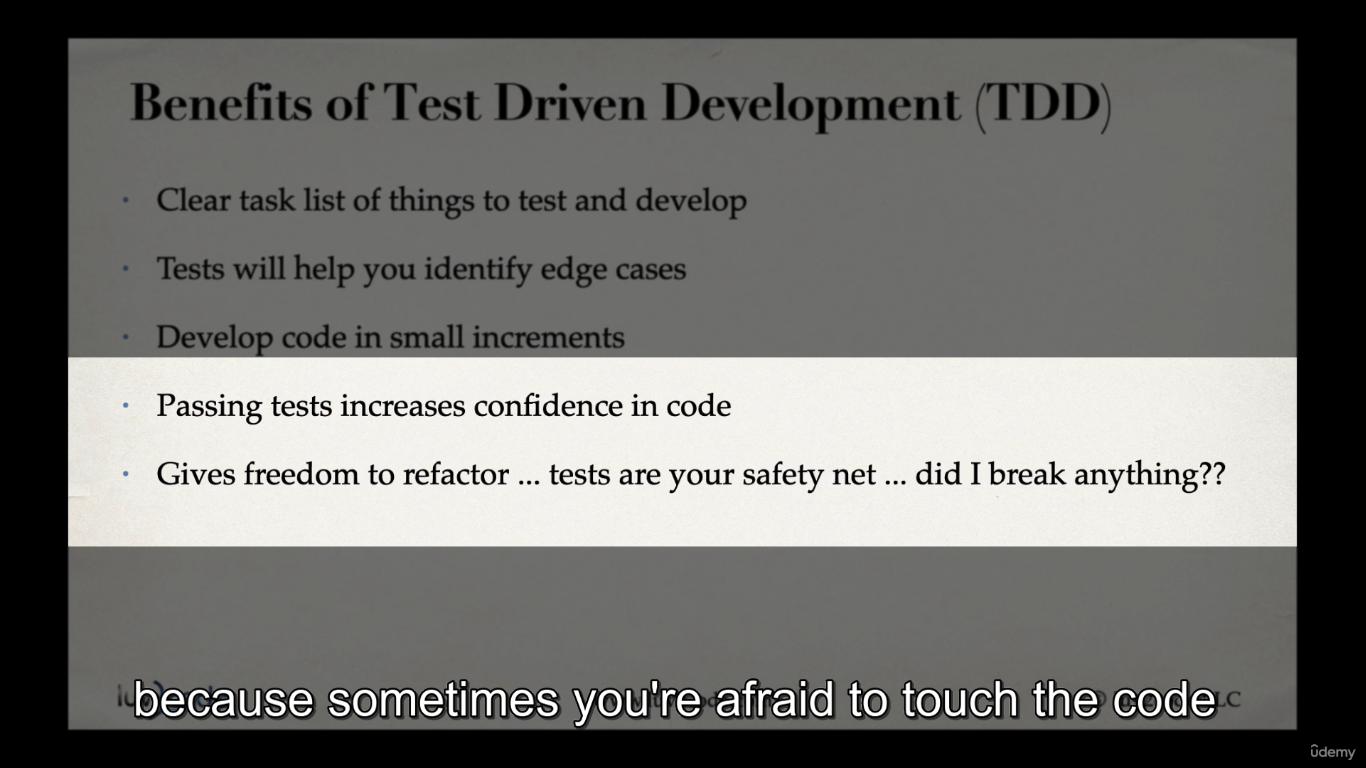 Benefits of Test Driven Development (TDD)
• Clear task list of things to test and develop
• Tests will help you identify edge cases
• Develop code in small increments
• Passing tests increases confidence in code
• Gives freedom to refactor ... tests are your safety net ... did I break anything??
because sometimes you're afraid to touch the code
LC
ûdemy